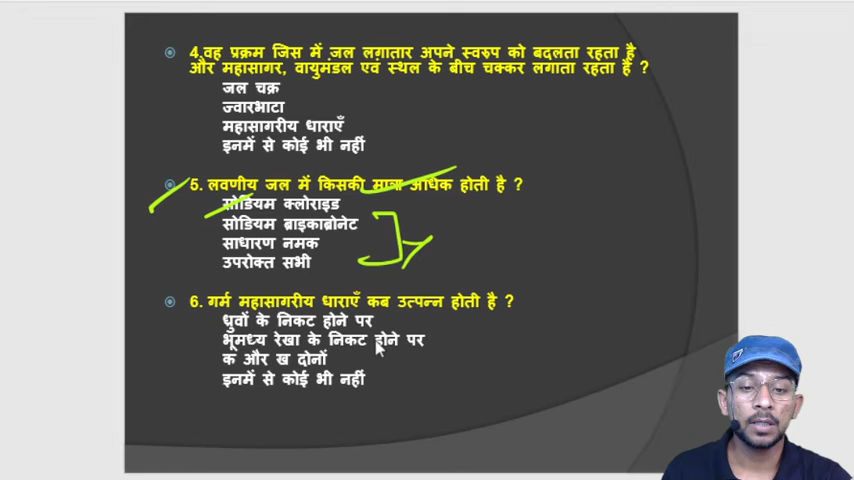 4.वह प्रक्रम जिस में जल लगातार अपने स्वरुप को बदलता रहता है
और महासागर, वायुमंडल एवं स्थल के बीच चक्कर लगाता रहता है ?
जल चक्र
ज्वारभाटा
महासागरीय धाराएँ
इनमें से कोई भी नहीं
5. लवणीय जल में किसकी मात्रा अधिक होती है ?
सोडियम क्लोराइड
सोडियम ब्राइकाब्रोनेट
साधारण नमक
उपरोक्त सभी
6. गर्म महासागरीय धाराएँ कब उत्पन्न होती है ?
ध्रुवों के निकट होने पर
भूमध्य रेखा के निकट होने पर
क और ख दोनों
इनमें से कोई भी नहीं